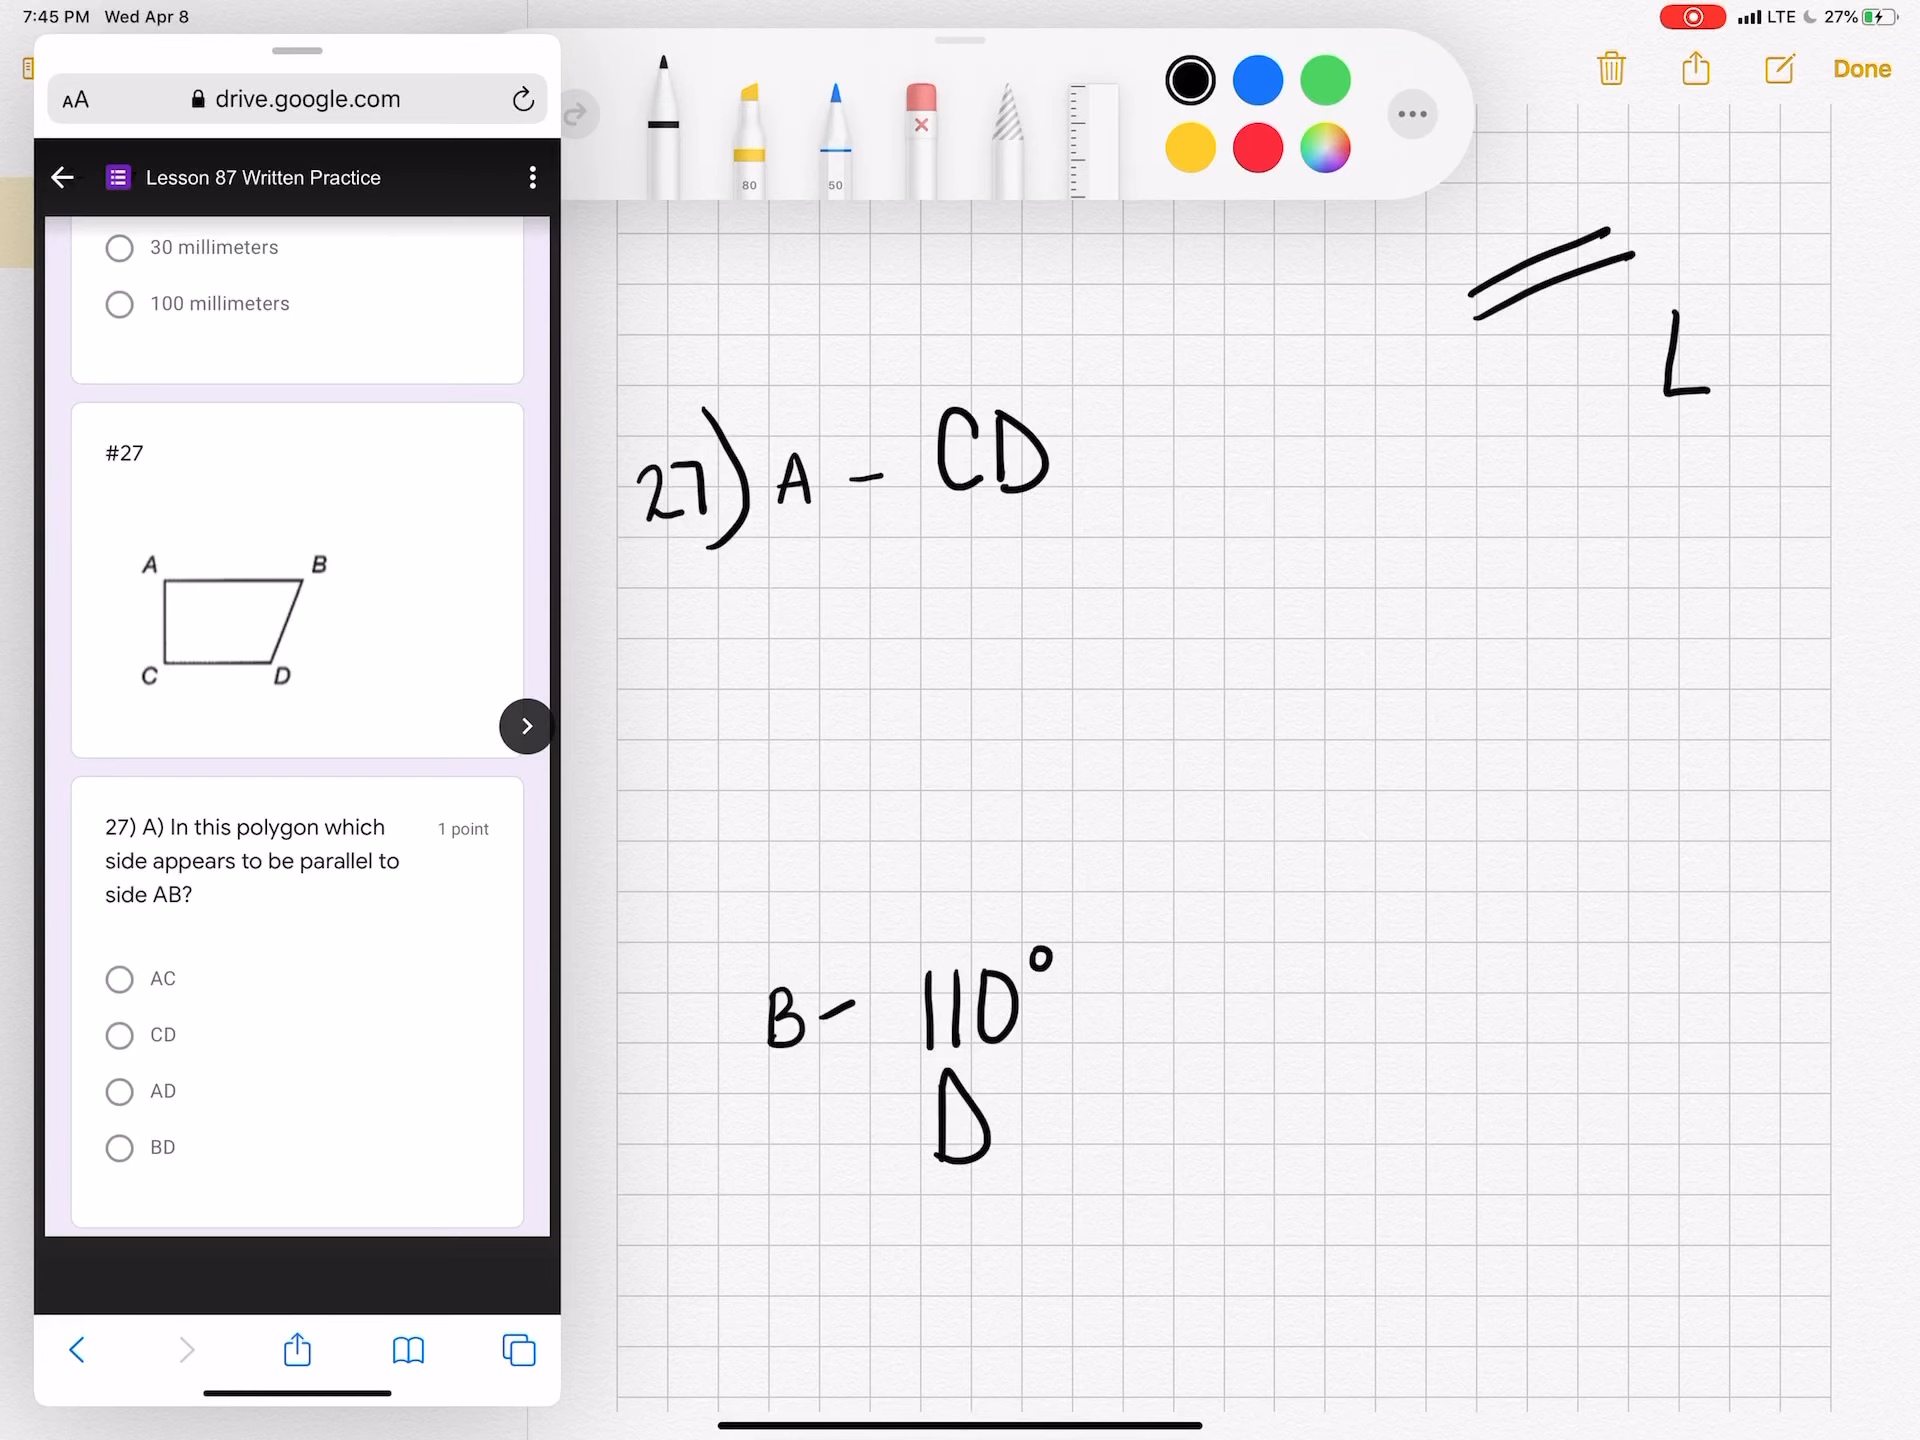 7:45 PM Wed Apr 8
LTE 27%
AA drive.google.com
Done
80
50
Lesson 87 Written Practice
30 millimeters
100 millimeters
#27
A B
C D
27) A) In this polygon which
side appears to be parallel to
side AB?
1 point
AC
CD
AD
BD
L
27) A - CD
B - 110°
D